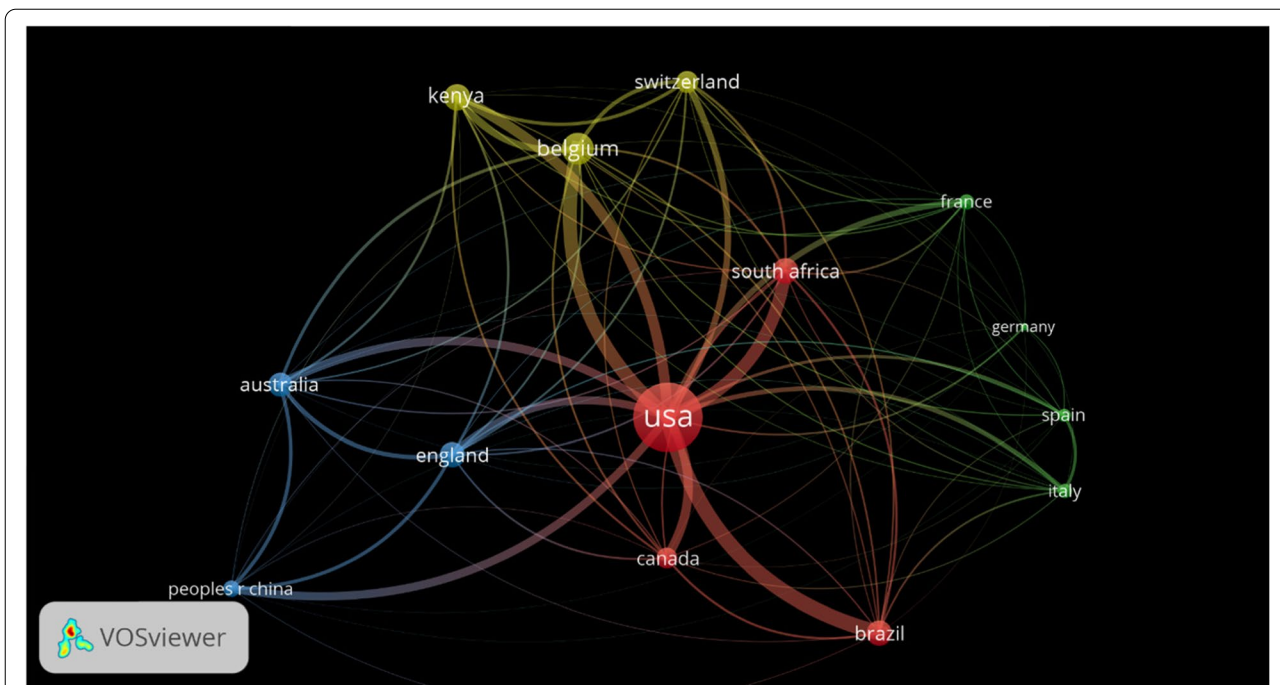 switzerland
kenya
belgium
france
south africa
germany
australia
usa
spain
england
italy
canada
peoples r china
brazil
VOSviewer